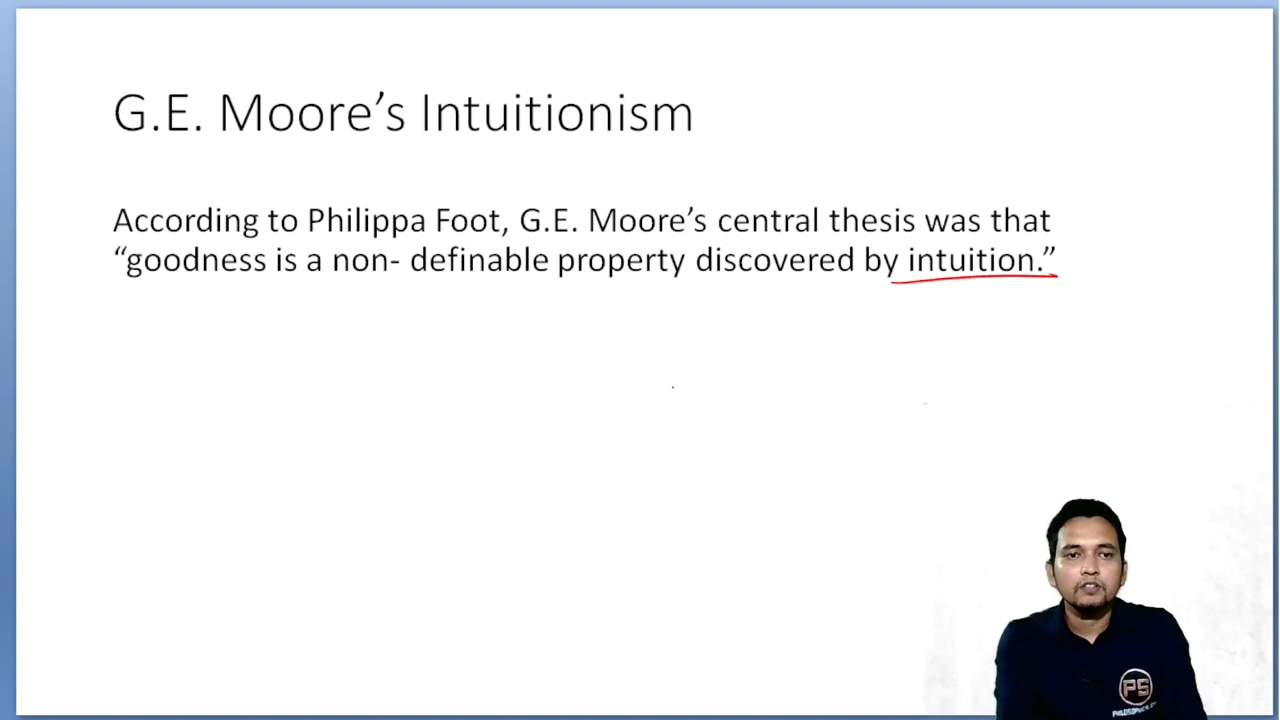 G.E. Moore’s Intuitionism
According to Philippa Foot, G.E. Moore’s central thesis was that
“goodness is a non- definable property discovered by intuition.”
PS